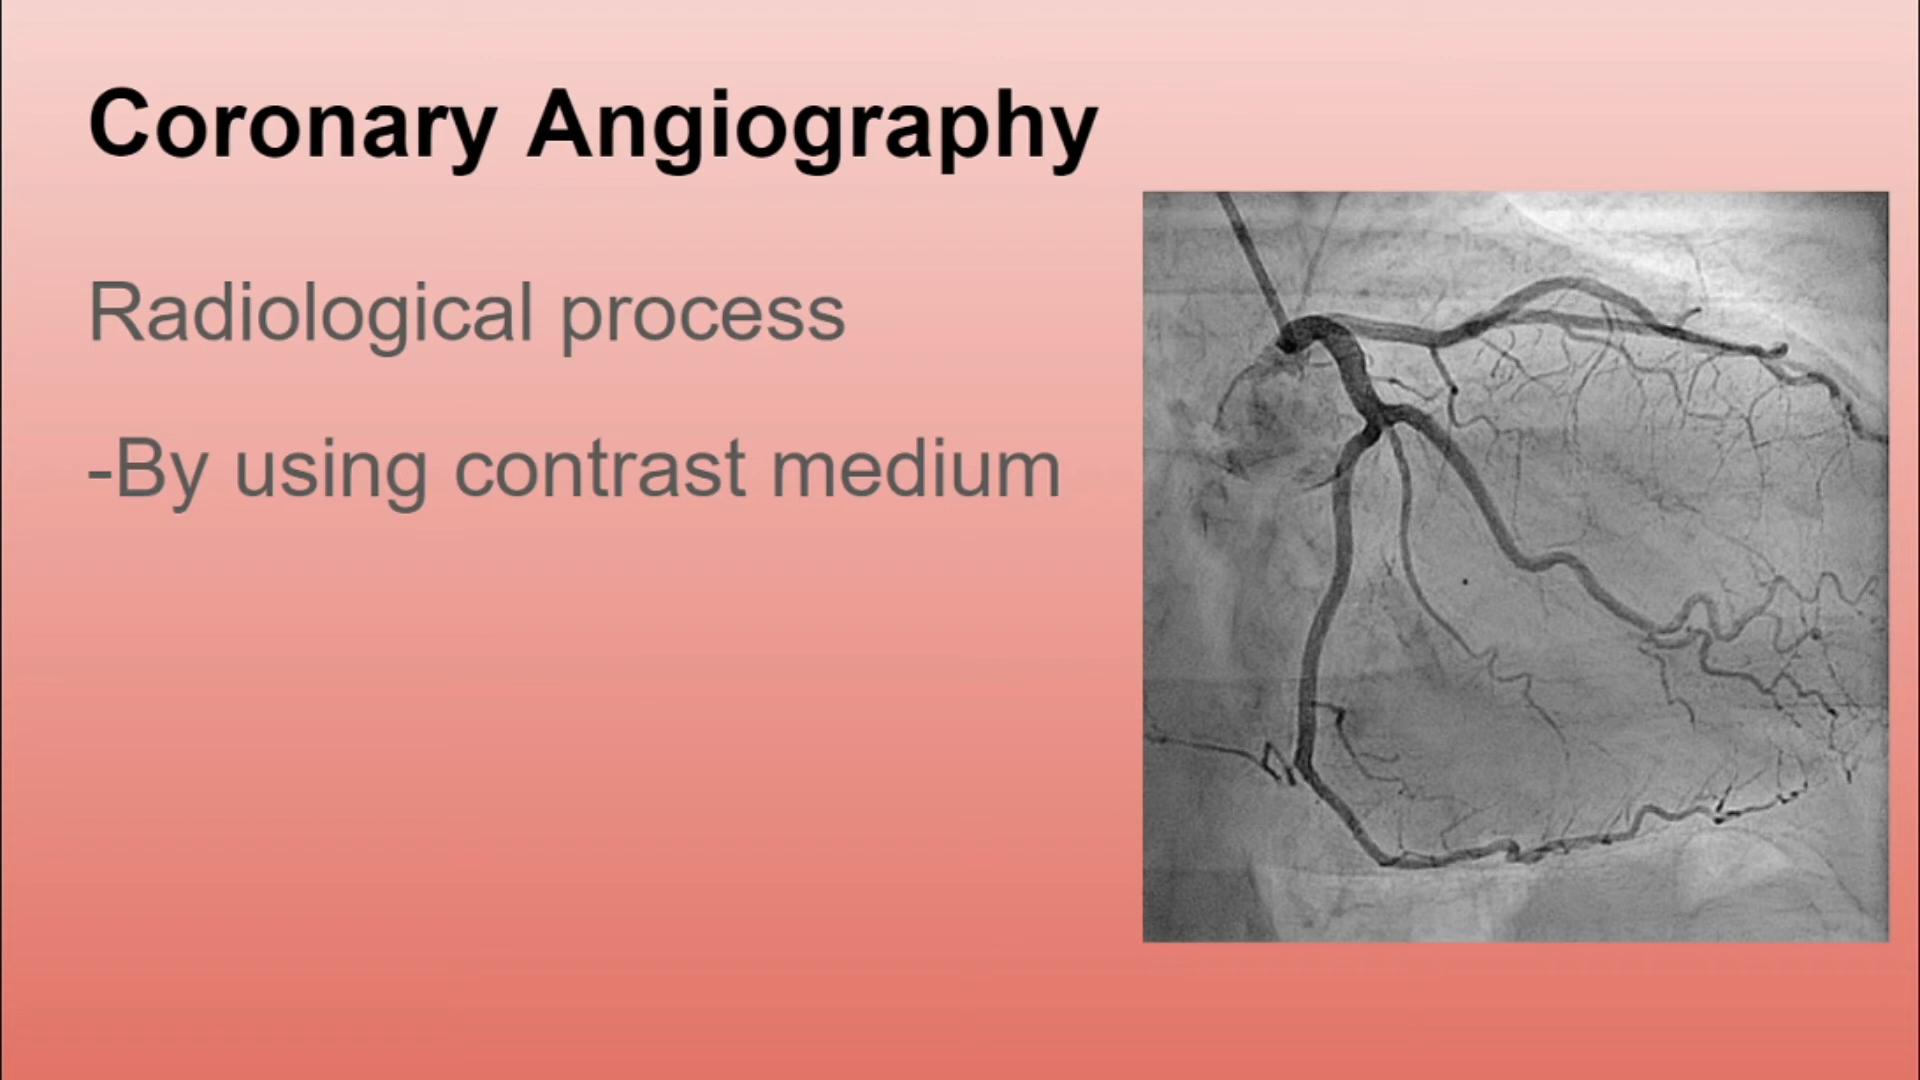 Coronary Angiography
Radiological process
-By using contrast medium